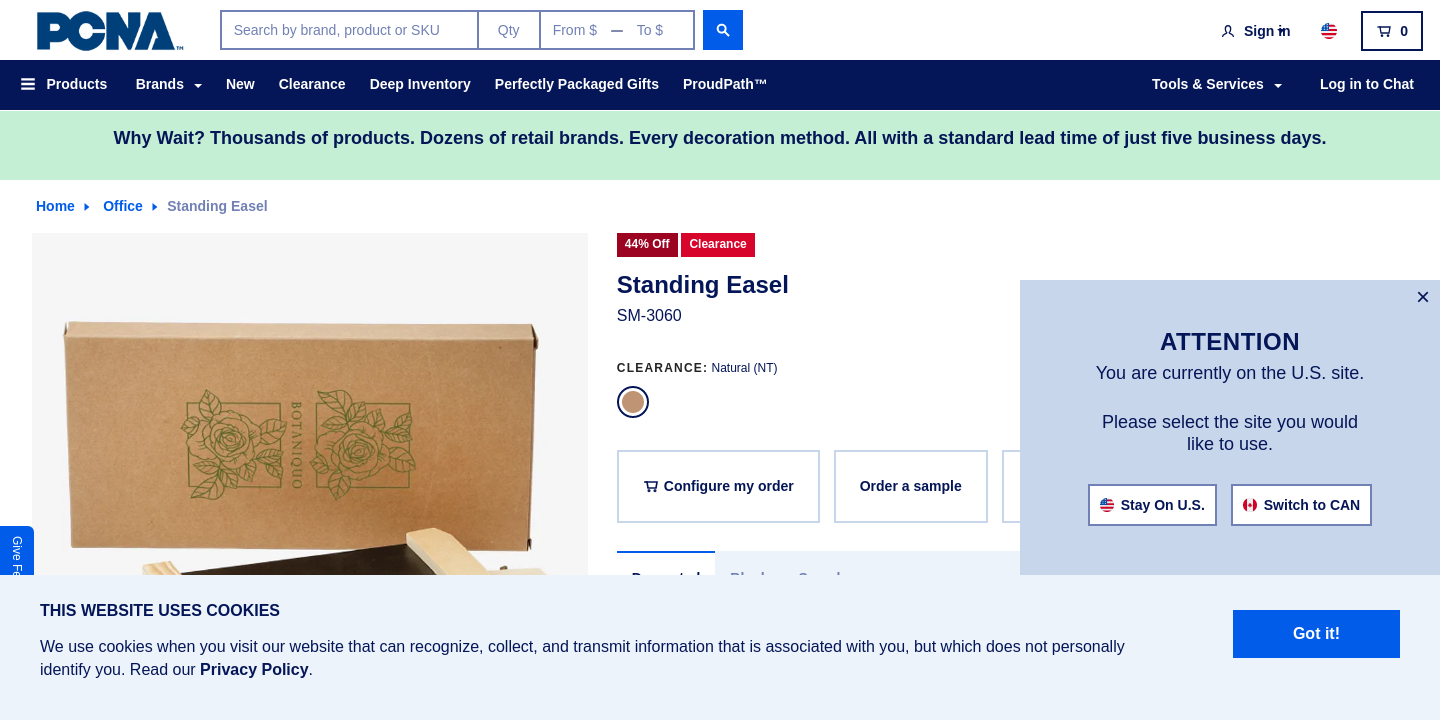 PCNA™
Search by brand, product or SKU
Qty
From $
To $
Sign in
0
Products
Brands
New
Clearance
Deep Inventory
Perfectly Packaged Gifts
ProudPath™
Tools & Services
Log in to Chat
Why Wait? Thousands of products. Dozens of retail brands. Every decoration method. All with a standard lead time of just five business days.
Home
Office
Standing Easel
44% Off
Clearance
Standing Easel
SM-3060
CLEARANCE: Natural (NT)
BOTANIQUO
Configure my order
Order a sample
×
ATTENTION
You are currently on the U.S. site.
Please select the site you would
like to use.
Stay On U.S.
Switch to CAN
Give Fe
THIS WEBSITE USES COOKIES
We use cookies when you visit our website that can recognize, collect, and transmit information that is associated with you, but which does not personally
identify you. Read our Privacy Policy.
Got it!